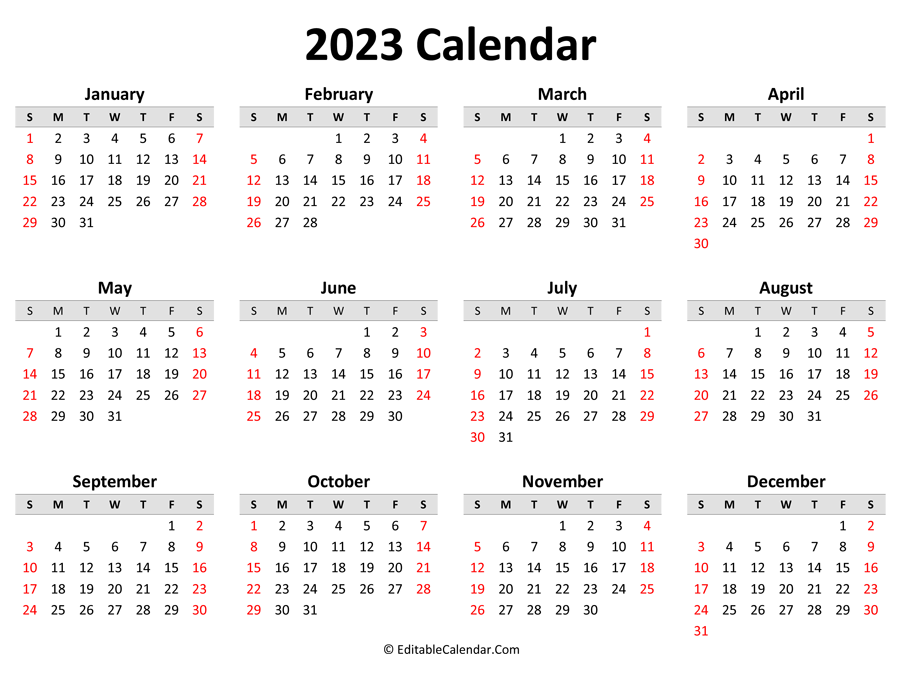 2023 Calendar
January
S M T W T F S
1 2 3 4 5 6 7
8 9 10 11 12 13 14
15 16 17 18 19 20 21
22 23 24 25 26 27 28
29 30 31
February
S M T W T F S
1 2 3 4
5 6 7 8 9 10 11
12 13 14 15 16 17 18
19 20 21 22 23 24 25
26 27 28
March
S M T W T F S
1 2 3 4
5 6 7 8 9 10 11
12 13 14 15 16 17 18
19 20 21 22 23 24 25
26 27 28 29 30 31
April
S M T W T F S
1
2 3 4 5 6 7 8
9 10 11 12 13 14 15
16 17 18 19 20 21 22
23 24 25 26 27 28 29
30
May
S M T W T F S
1 2 3 4 5 6
7 8 9 10 11 12 13
14 15 16 17 18 19 20
21 22 23 24 25 26 27
28 29 30 31
June
S M T W T F S
1 2 3
4 5 6 7 8 9 10
11 12 13 14 15 16 17
18 19 20 21 22 23 24
25 26 27 28 29 30
July
S M T W T F S
1
2 3 4 5 6 7 8
9 10 11 12 13 14 15
16 17 18 19 20 21 22
23 24 25 26 27 28 29
30 31
August
S M T W T F S
1 2 3 4 5
6 7 8 9 10 11 12
13 14 15 16 17 18 19
20 21 22 23 24 25 26
27 28 29 30 31
September
S M T W T F S
1 2
3 4 5 6 7 8 9
10 11 12 13 14 15 16
17 18 19 20 21 22 23
24 25 26 27 28 29 30
October
S M T W T F S
1 2 3 4 5 6 7
8 9 10 11 12 13 14
15 16 17 18 19 20 21
22 23 24 25 26 27 28
29 30 31
November
S M T W T F S
1 2 3 4
5 6 7 8 9 10 11
12 13 14 15 16 17 18
19 20 21 22 23 24 25
26 27 28 29 30
December
S M T W T F S
1 2
3 4 5 6 7 8 9
10 11 12 13 14 15 16
17 18 19 20 21 22 23
24 25 26 27 28 29 30
31
© EditableCalendar.Com